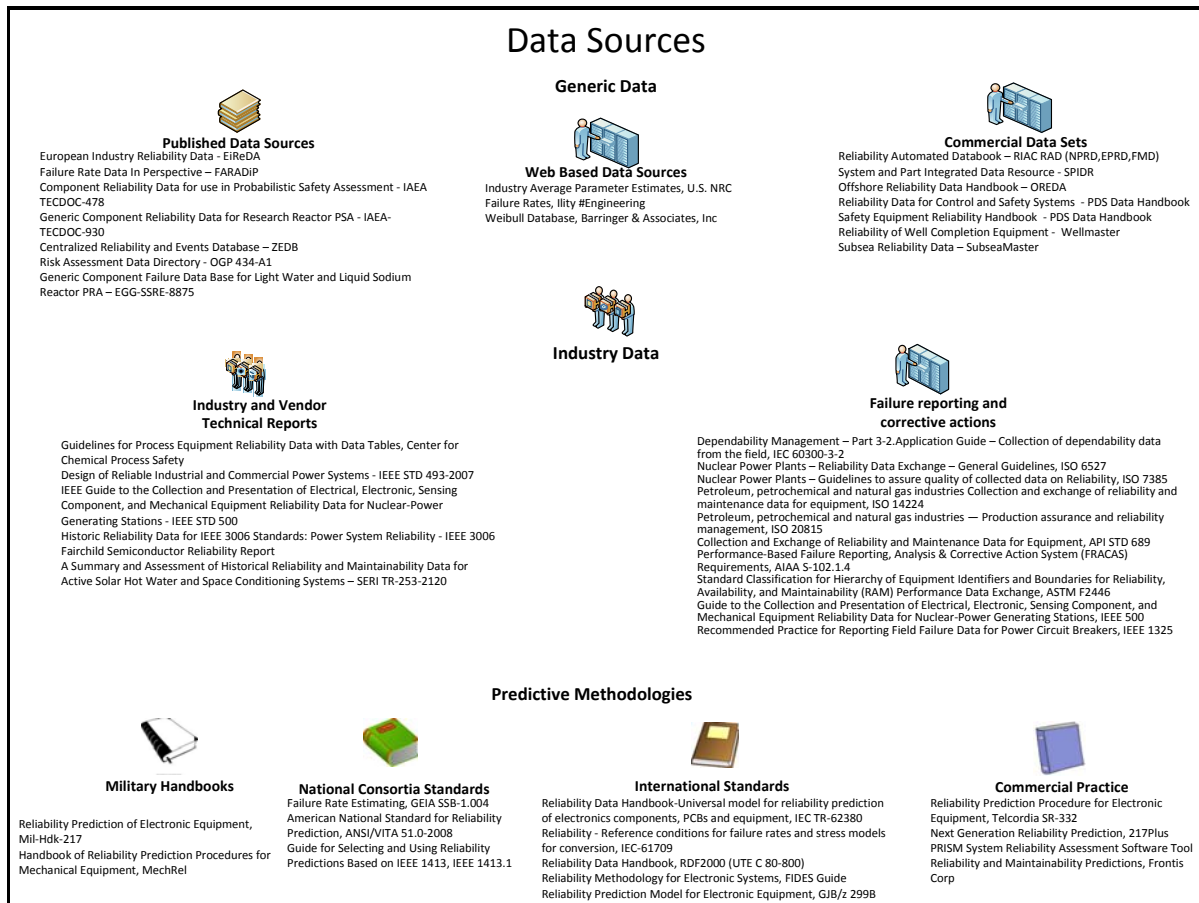 Data Sources
Generic Data
Published Data Sources
European Industry Reliability Data - EiReDA
Failure Rate Data In Perspective – FARADiP
Component Reliability Data for use in Probabilistic Safety Assessment - IAEA
TECDOC-478
Generic Component Reliability Data for Research Reactor PSA - IAEA-
TECDOC-930
Centralized Reliability and Events Database – ZEDB
Risk Assessment Data Directory - OGP 434-A1
Generic Component Failure Data Base for Light Water and Liquid Sodium
Reactor PRA – EGG-SSRE-8875
Web Based Data Sources
Industry Average Parameter Estimates, U.S. NRC
Failure Rates, Ility #Engineering
Weibull Database, Barringer & Associates, Inc
Commercial Data Sets
Reliability Automated Databook – RIAC RAD (NPRD,EPRD,FMD)
System and Part Integrated Data Resource - SPIDR
Offshore Reliability Data Handbook – OREDA
Reliability Data for Control and Safety Systems - PDS Data Handbook
Safety Equipment Reliability Handbook - PDS Data Handbook
Reliability of Well Completion Equipment - Wellmaster
Subsea Reliability Data – SubseaMaster
Industry Data
Industry and Vendor
Technical Reports
Guidelines for Process Equipment Reliability Data with Data Tables, Center for
Chemical Process Safety
Design of Reliable Industrial and Commercial Power Systems - IEEE STD 493-2007
IEEE Guide to the Collection and Presentation of Electrical, Electronic, Sensing
Component, and Mechanical Equipment Reliability Data for Nuclear-Power
Generating Stations - IEEE STD 500
Historic Reliability Data for IEEE 3006 Standards: Power System Reliability - IEEE 3006
Fairchild Semiconductor Reliability Report
A Summary and Assessment of Historical Reliability and Maintainability Data for
Active Solar Hot Water and Space Conditioning Systems – SERI TR-253-2120
Failure reporting and
corrective actions
Dependability Management – Part 3-2.Application Guide – Collection of dependability data
from the field, IEC 60300-3-2
Nuclear Power Plants – Reliability Data Exchange – General Guidelines, ISO 6527
Nuclear Power Plants – Guidelines to assure quality of collected data on Reliability, ISO 7385
Petroleum, petrochemical and natural gas industries Collection and exchange of reliability and
maintenance data for equipment, ISO 14224
Petroleum, petrochemical and natural gas industries — Production assurance and reliability
management, ISO 20815
Collection and Exchange of Reliability and Maintenance Data for Equipment, API STD 689
Performance-Based Failure Reporting, Analysis & Corrective Action System (FRACAS)
Requirements, AIAA S-102.1.4
Standard Classification for Hierarchy of Equipment Identifiers and Boundaries for Reliability,
Availability, and Maintainability (RAM) Performance Data Exchange, ASTM F2446
Guide to the Collection and Presentation of Electrical, Electronic, Sensing Component, and
Mechanical Equipment Reliability Data for Nuclear-Power Generating Stations, IEEE 500
Recommended Practice for Reporting Field Failure Data for Power Circuit Breakers, IEEE 1325
Predictive Methodologies
Military Handbooks
Reliability Prediction of Electronic Equipment,
Mil-Hdk-217
Handbook of Reliability Prediction Procedures for
Mechanical Equipment, MechRel
National Consortia Standards
Failure Rate Estimating, GEIA SSB-1.004
American National Standard for Reliability
Prediction, ANSI/VITA 51.0-2008
Guide for Selecting and Using Reliability
Predictions Based on IEEE 1413, IEEE 1413.1
International Standards
Reliability Data Handbook-Universal model for reliability prediction
of electronics components, PCBs and equipment, IEC TR-62380
Reliability - Reference conditions for failure rates and stress models
for conversion, IEC-61709
Reliability Data Handbook, RDF2000 (UTE C 80-800)
Reliability Methodology for Electronic Systems, FIDES Guide
Reliability Prediction Model for Electronic Equipment, GJB/z 299B
Commercial Practice
Reliability Prediction Procedure for Electronic
Equipment, Telcordia SR-332
Next Generation Reliability Prediction, 217Plus
PRISM System Reliability Assessment Software Tool
Reliability and Maintainability Predictions, Frontis
Corp